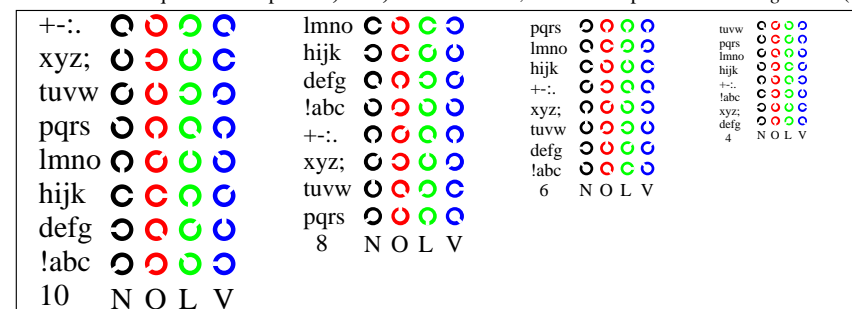 +-:.
xyz;
tuvw
pqrs
lmno
hijk
defg
!abc
10 N O L V
lmno
hijk
defg
!abc
+-:.
xyz;
tuvw
pqrs
8 N O L V
pqrs
lmno
hijk
+-:.
xyz;
tuvw
defg
!abc
6 N O L V
tuvw
pqrs
lmno
hijk
+-:.
!abc
xyz;
defg
4 N O L V